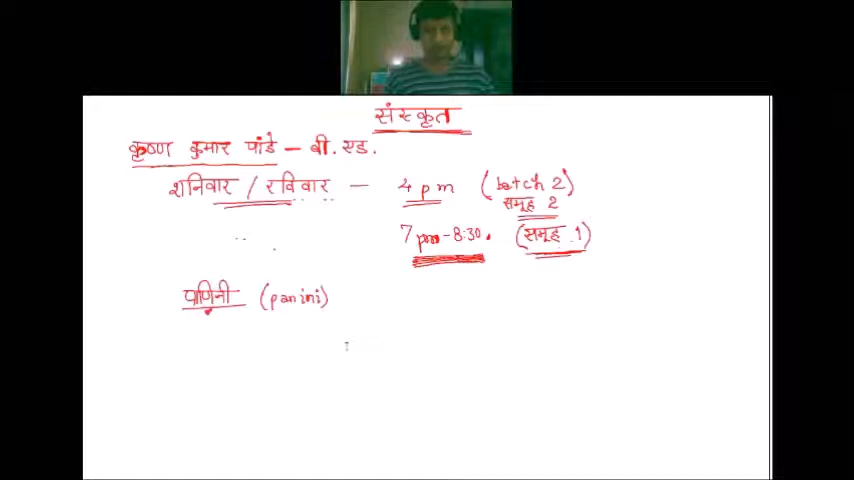 संस्कृत
कृष्ण कुमार पांडे – बी. एड.
शनिवार / रविवार – 4 pm (batch 2)
समूह 2
7 pm - 8:30. (समूह 1)
पाणिनी (panini)